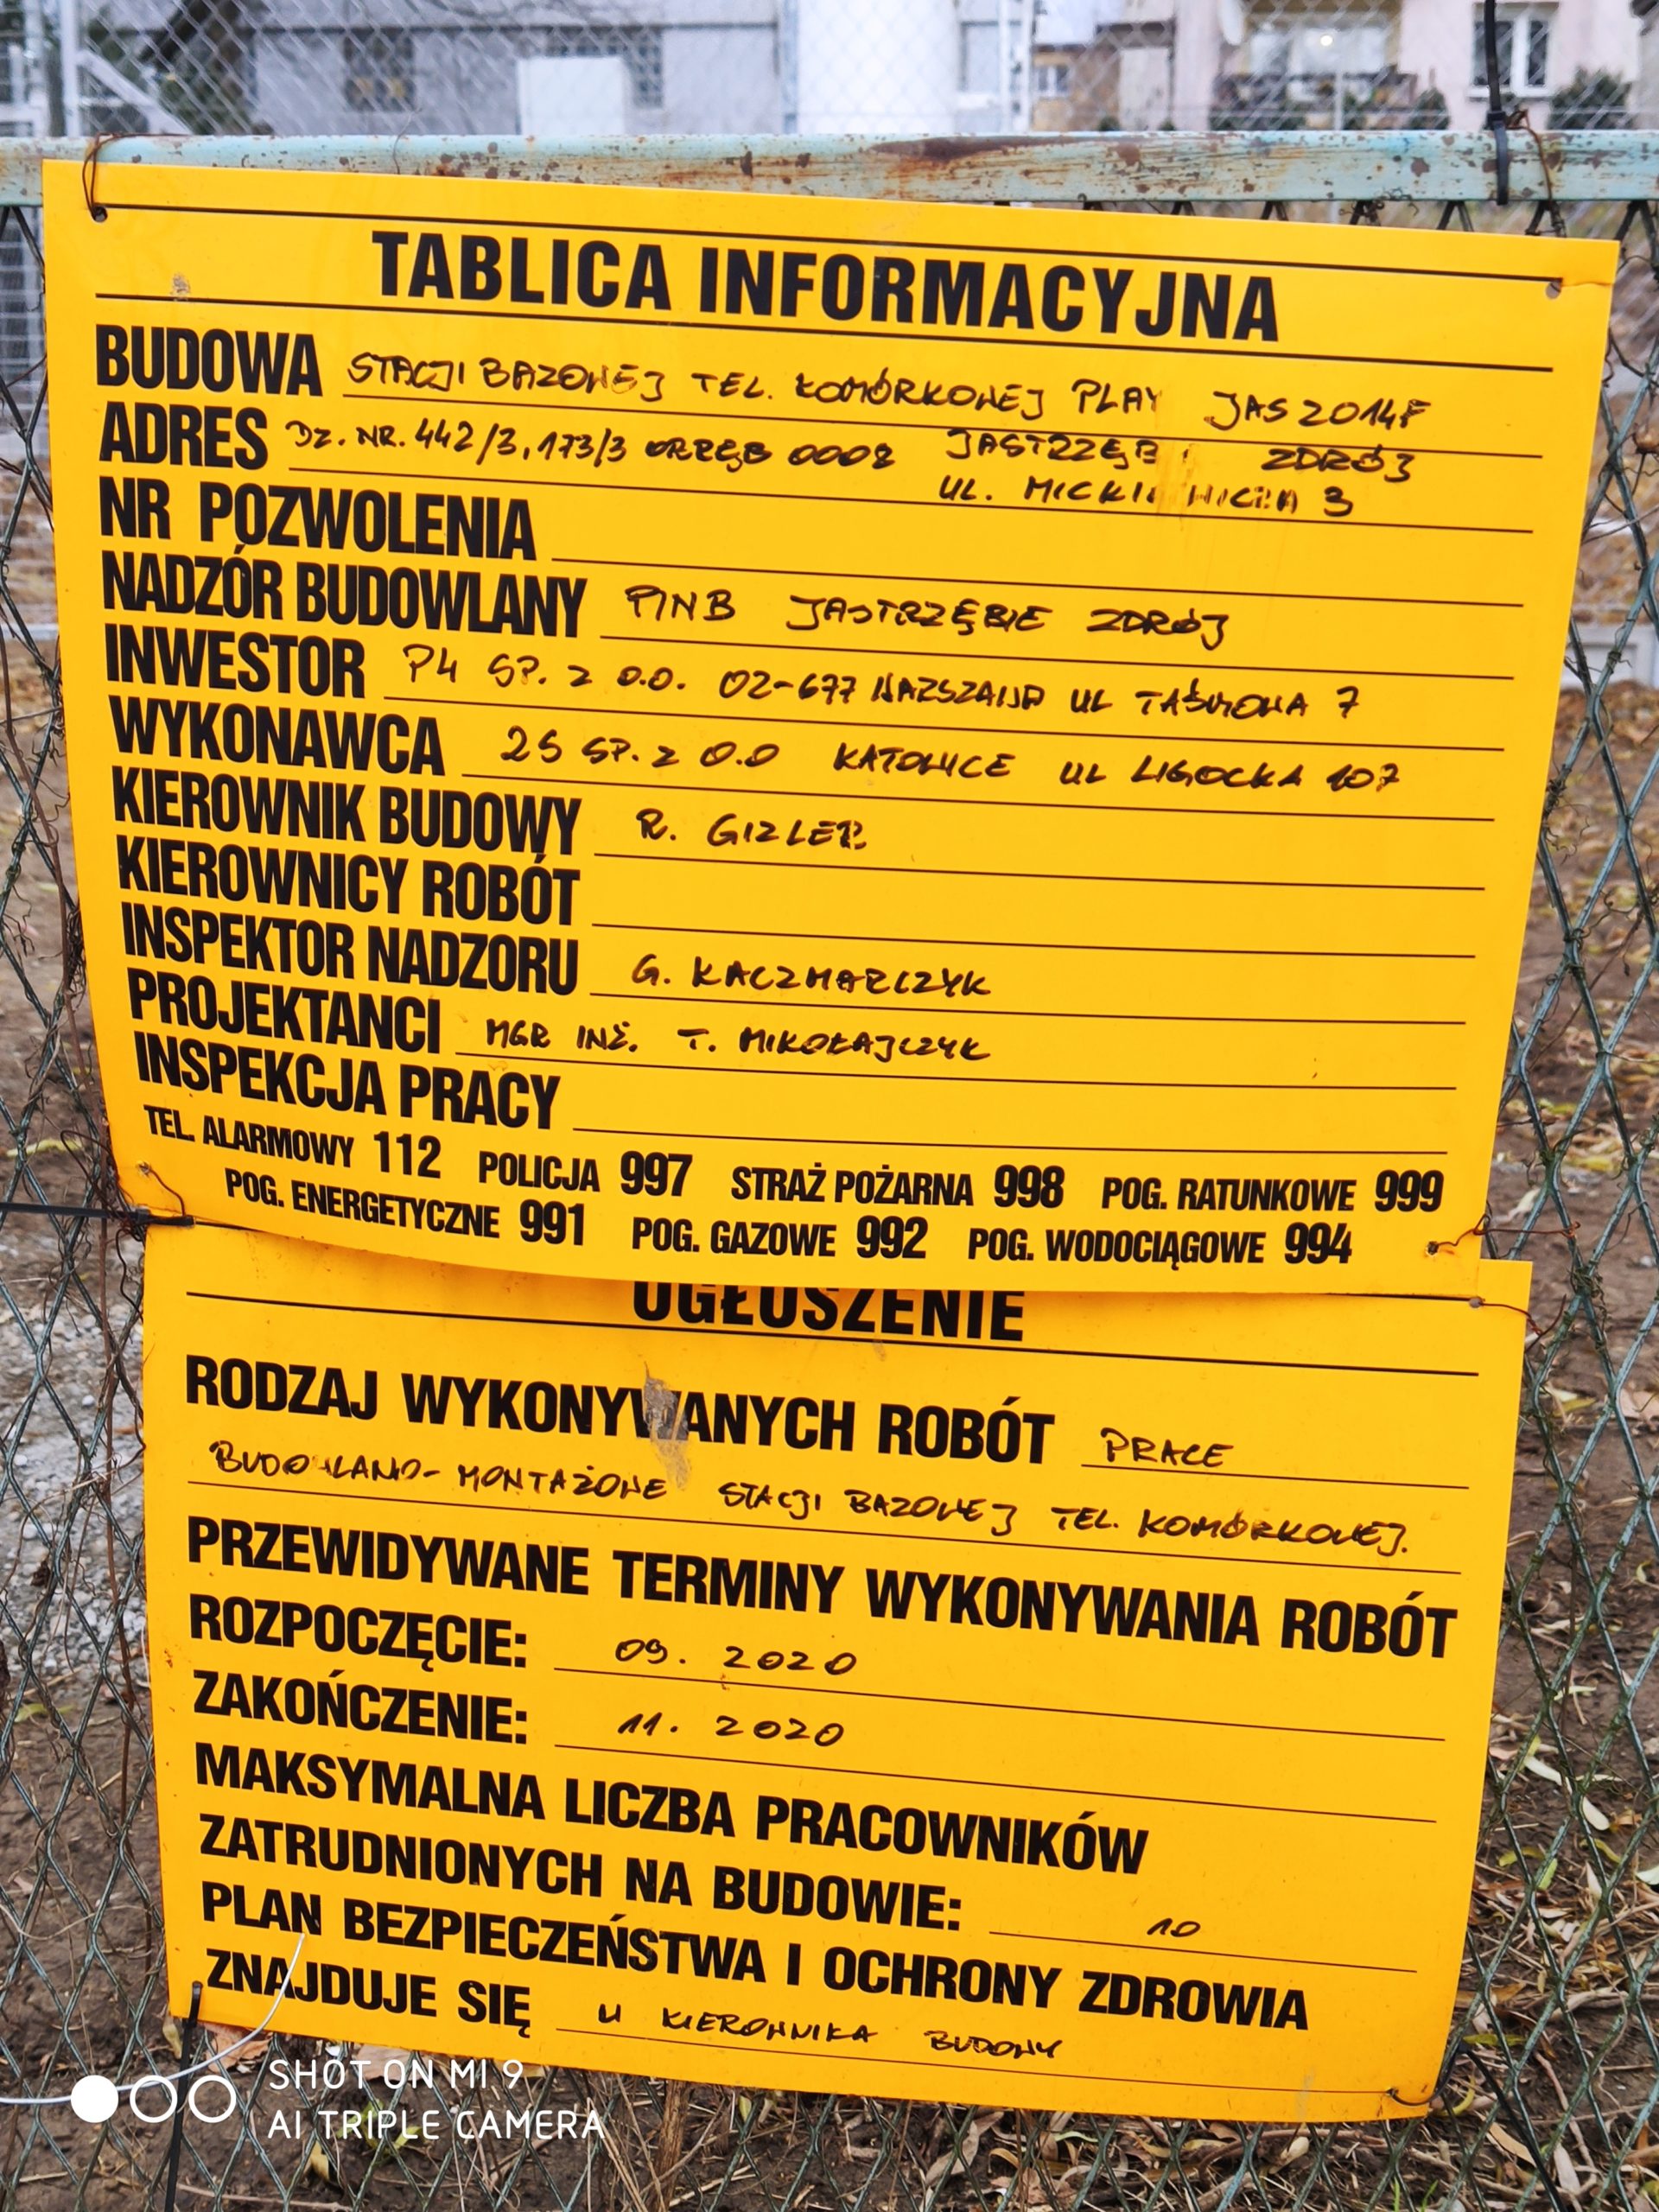 TABLICA INFORMACYJNA
BUDOWA STACJI BAZOWEJ TEL. KOMÓRKOWEJ PLAY JAS2014F
ADRES DZ. NR. 442/3, 173/3 OBRĘB 0008 JASTRZĘB ZDRÓJ
UL. MICKI WICZA 3
NR POZWOLENIA
NADZÓR BUDOWLANY PINB JASTRZĘBIE ZDRÓJ
INWESTOR P4 SP. Z O.O. 02-677 WARSZAWA UL TAŚMOWA 7
WYKONAWCA 2S SP. Z O.O KATOWICE UL LIGOCKA 107
KIEROWNIK BUDOWY R. GIZLER
KIEROWNICY ROBÓT
INSPEKTOR NADZORU G. KACZMARCZYK
PROJEKTANCI MGR INŻ. T. MIKOŁAJCZYK
INSPEKCJA PRACY
TEL. ALARMOWY 112 POLICJA 997 STRAŻ POŻARNA 998 POG. RATUNKOWE 999
POG. ENERGETYCZNE 991 POG. GAZOWE 992 POG. WODOCIĄGOWE 994
OGŁOSZENIE
RODZAJ WYKONYWANYCH ROBÓT PRACE
BUDOWLANO-MONTAŻOWE STACJI BAZOWEJ TEL. KOMÓRKOWEJ.
PRZEWIDYWANE TERMINY WYKONYWANIA ROBÓT
ROZPOCZĘCIE: 09. 2020
ZAKOŃCZENIE: 11. 2020
MAKSYMALNA LICZBA PRACOWNIKÓW
ZATRUDNIONYCH NA BUDOWIE: 10
PLAN BEZPIECZEŃSTWA I OCHRONY ZDROWIA
ZNAJDUJE SIĘ U KIEROWNIKA BUDOWY
SHOT ON MI 9
AI TRIPLE CAMERA